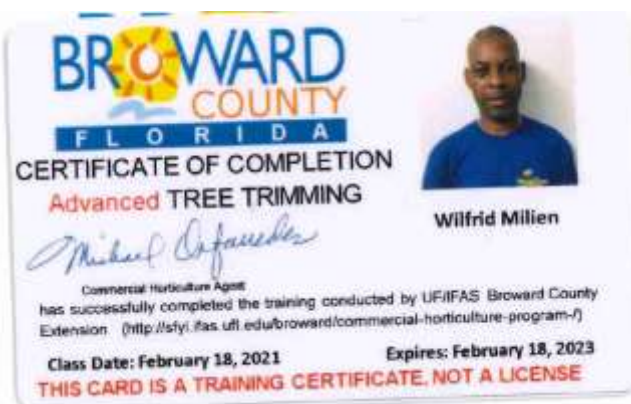 BROWARD
COUNTY
FLORIDA
CERTIFICATE OF COMPLETION
Advanced TREE TRIMMING
Wilfrid Milien
Michael Orfanedes
Commercial Horticulture Agent
has successfully completed the training conducted by UF/IFAS Broward County
Extension (http://sfyl.ifas.ufl.edu/broward/commercial-horticulture-program-/)
Class Date: February 18, 2021
Expires: February 18, 2023
THIS CARD IS A TRAINING CERTIFICATE, NOT A LICENSE